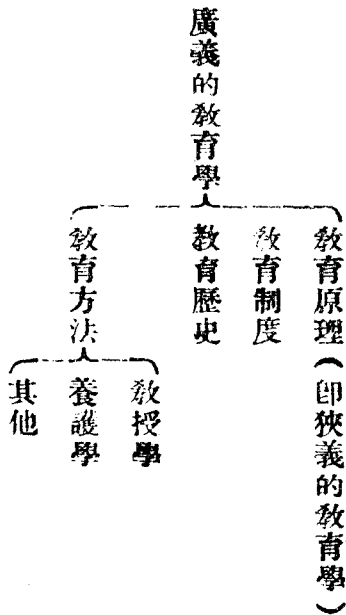 廣義的教育學
教育原理(即狹義的教育學)
教育制度
教育歷史
教育方法
教授學
養護學
其他